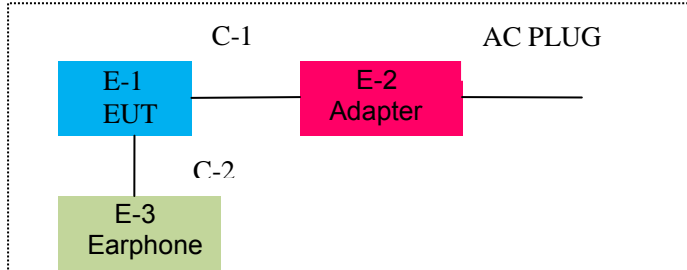 C-1
AC PLUG
E-1
EUT
E-2
Adapter
C-2
E-3
Earphone